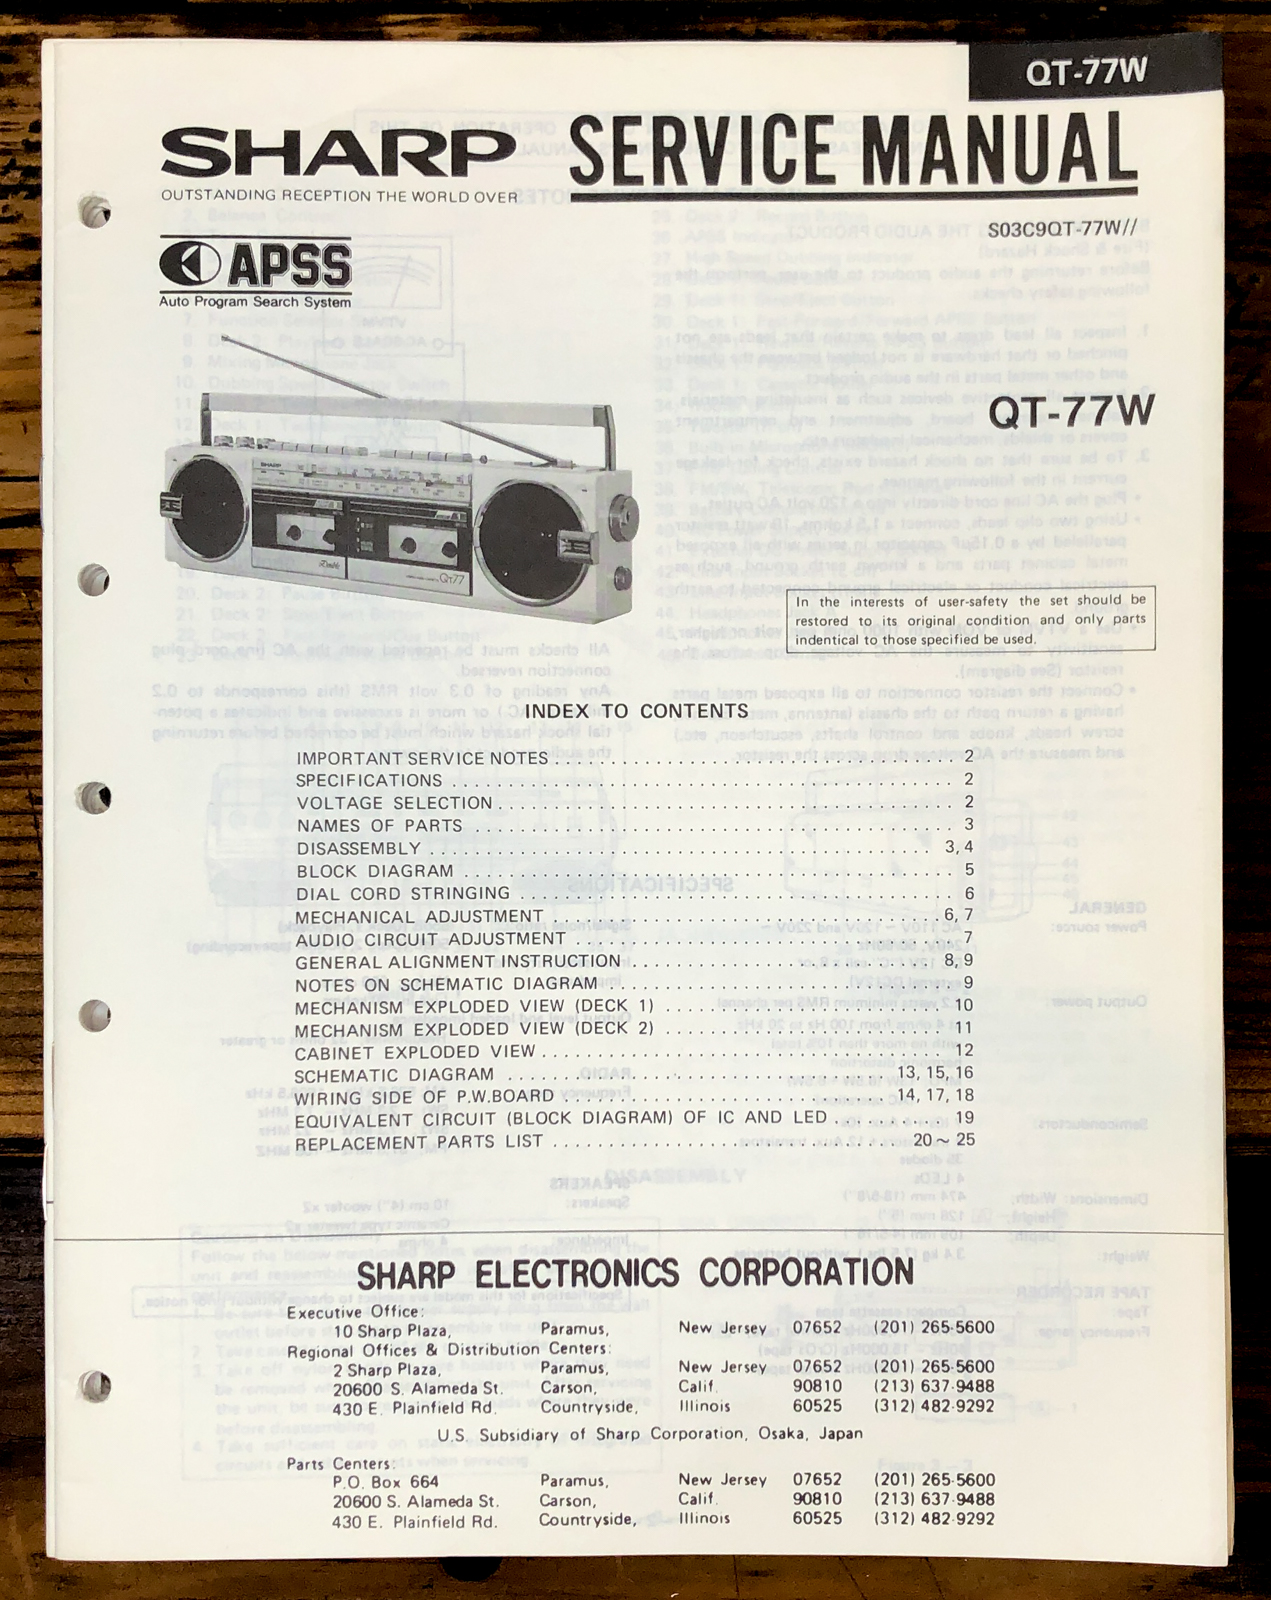 QT-77W
SHARP SERVICE MANUAL
OUTSTANDING RECEPTION THE WORLD OVER
S03C9QT-77W//
APSS
Auto Program Search System
QT-77W
SHARP
QT77
In the interests of user-safety the set should be
restored to its original condition and only parts
indentical to those specified be used.
INDEX TO CONTENTS
IMPORTANT SERVICE NOTES . . . . . . . . . . 2
SPECIFICATIONS . . . . . . . . . . 2
VOLTAGE SELECTION . . . . . . . . . . 2
NAMES OF PARTS . . . . . . . . . . 3
DISASSEMBLY . . . . . . . . . . 3, 4
BLOCK DIAGRAM . . . . . . . . . . 5
DIAL CORD STRINGING . . . . . . . . . . 6
MECHANICAL ADJUSTMENT . . . . . . . . . . 6, 7
AUDIO CIRCUIT ADJUSTMENT . . . . . . . . . . 7
GENERAL ALIGNMENT INSTRUCTION . . . . . . . . . . 8, 9
NOTES ON SCHEMATIC DIAGRAM . . . . . . . . . . 9
MECHANISM EXPLODED VIEW (DECK 1) . . . . . . . . . . 10
MECHANISM EXPLODED VIEW (DECK 2) . . . . . . . . . . 11
CABINET EXPLODED VIEW . . . . . . . . . . 12
SCHEMATIC DIAGRAM . . . . . . . . . . 13, 15, 16
WIRING SIDE OF P.W.BOARD . . . . . . . . . . 14, 17, 18
EQUIVALENT CIRCUIT (BLOCK DIAGRAM) OF IC AND LED . . . . . . . . . . 19
REPLACEMENT PARTS LIST . . . . . . . . . . 20 ~ 25
SHARP ELECTRONICS CORPORATION
Executive Office:
10 Sharp Plaza, Paramus, New Jersey 07652 (201) 265-5600
Regional Offices & Distribution Centers:
2 Sharp Plaza, Paramus, New Jersey 07652 (201) 265-5600
20600 S. Alameda St. Carson, Calif. 90810 (213) 637-9488
430 E. Plainfield Rd. Countryside, Illinois 60525 (312) 482-9292
U.S. Subsidiary of Sharp Corporation, Osaka, Japan
Parts Centers:
P.O. Box 664 Paramus, New Jersey 07652 (201) 265-5600
20600 S. Alameda St. Carson, Calif. 90810 (213) 637-9488
430 E. Plainfield Rd. Countryside, Illinois 60525 (312) 482-9292